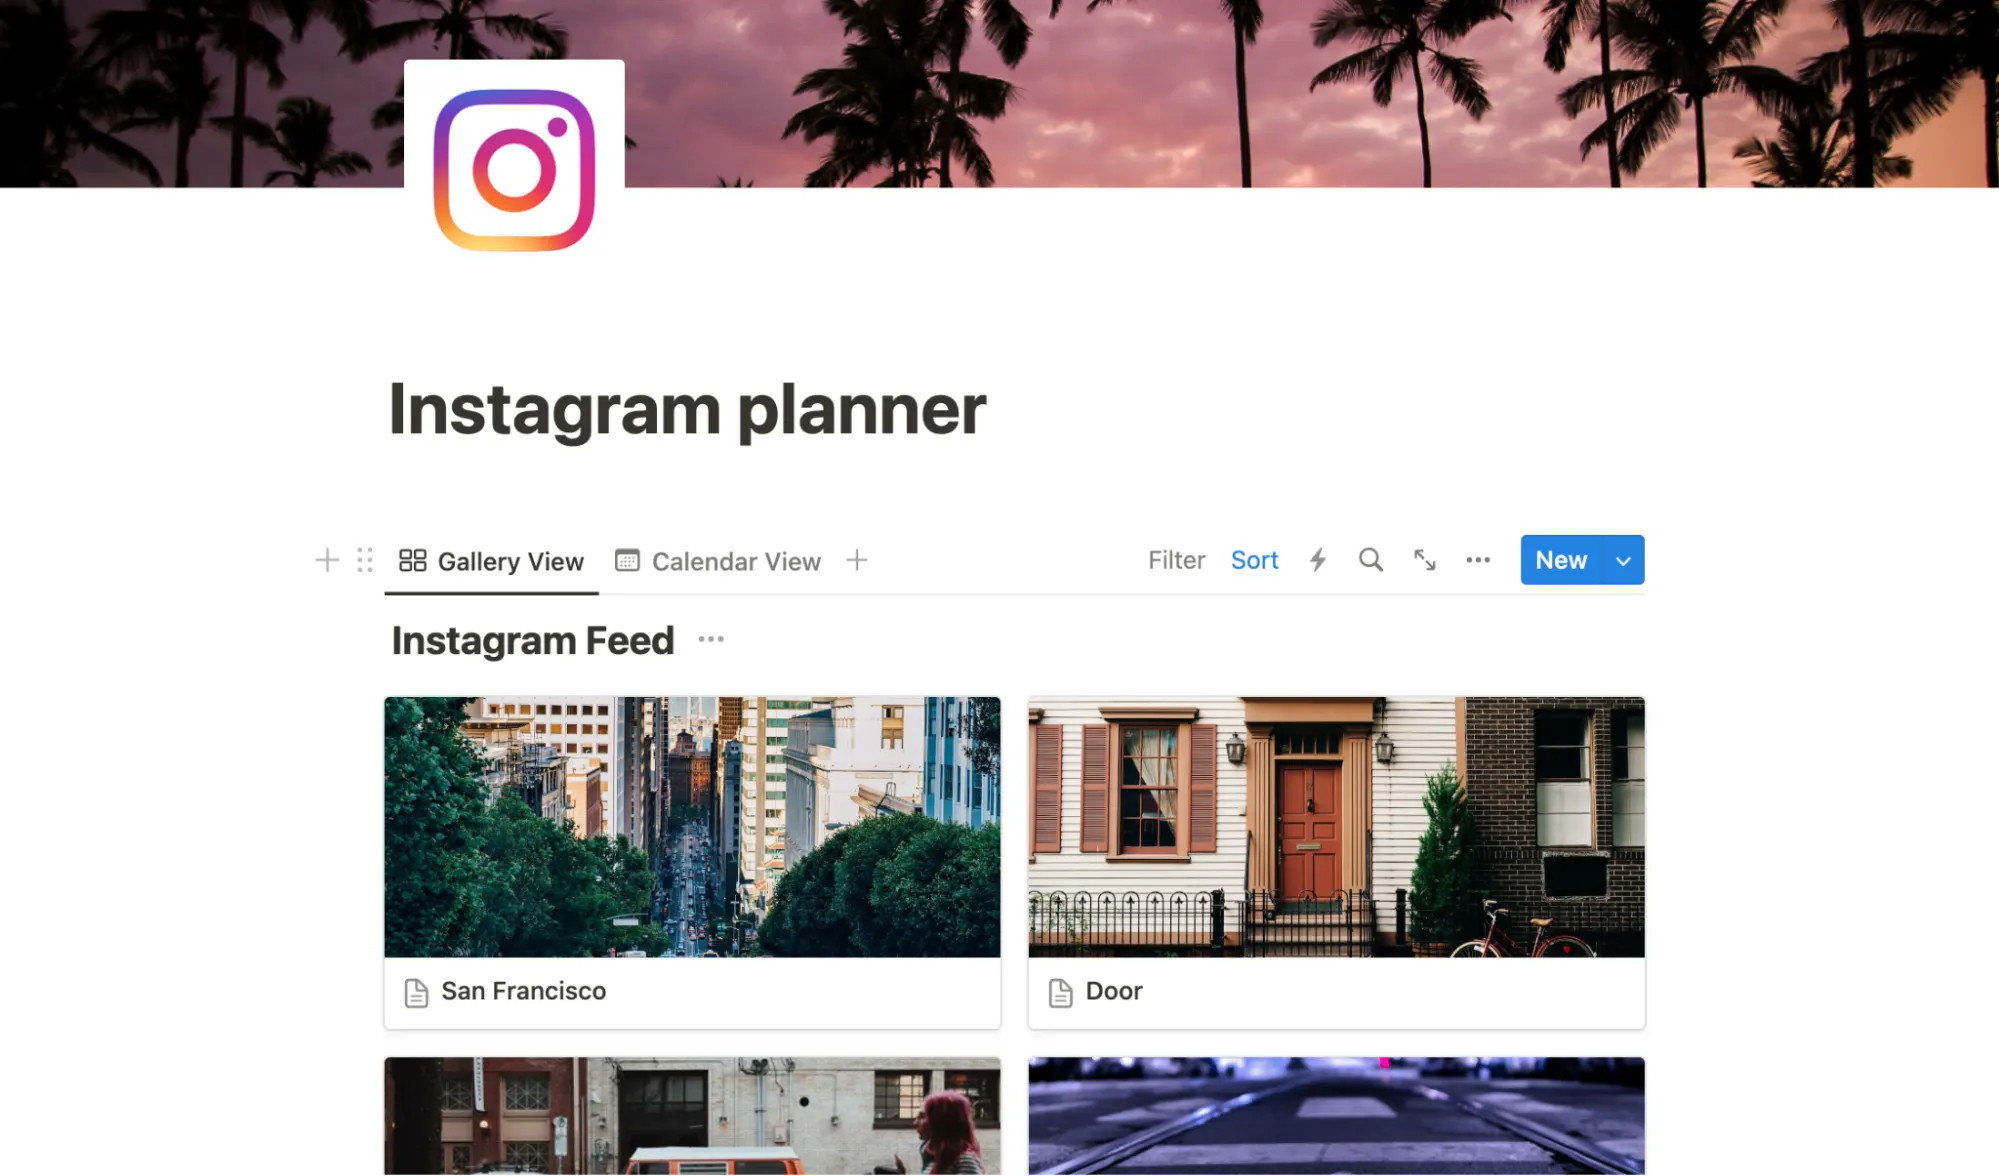 Instagram planner
Gallery View
Calendar View
Filter
Sort
New
Instagram Feed
San Francisco
Door